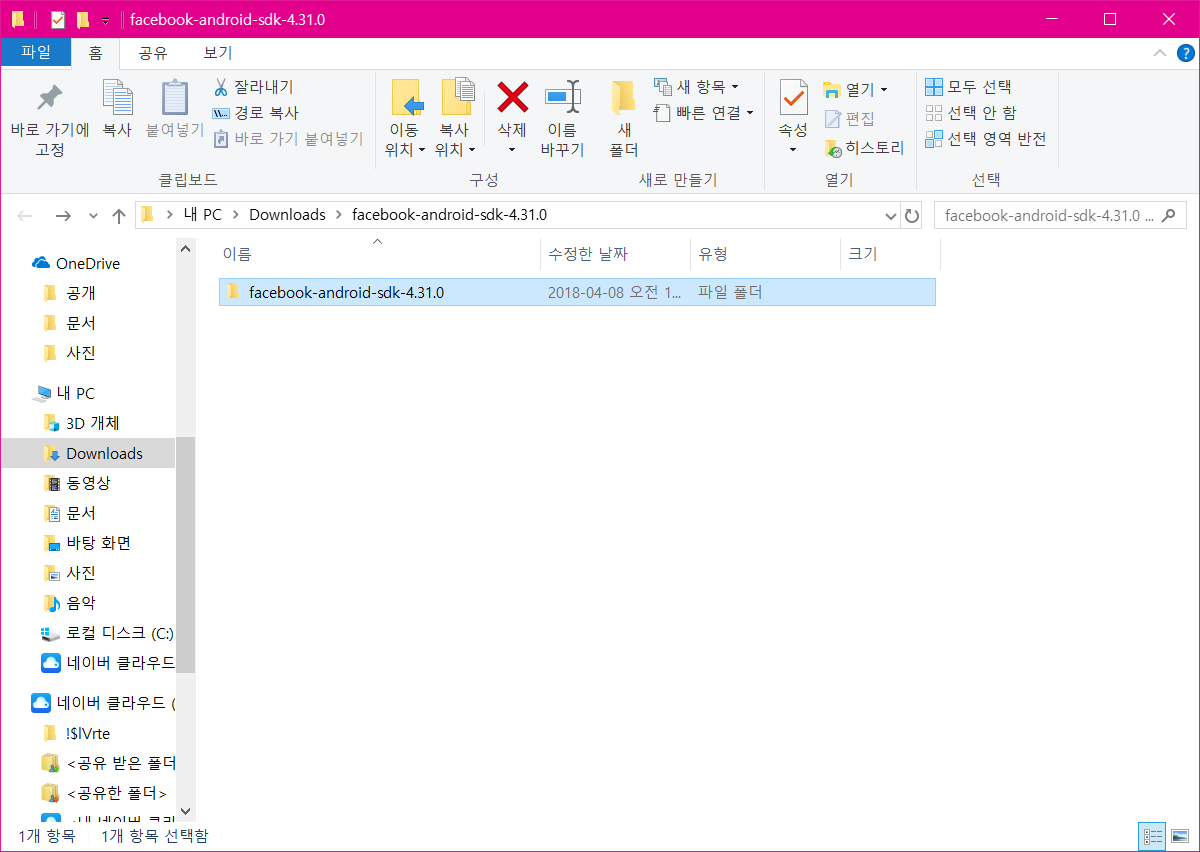 facebook-android-sdk-4.31.0
파일 홈 공유 보기
바로 가기에 고정
복사
붙여넣기
잘라내기
경로 복사
바로 가기 붙여넣기
클립보드
이동 위치
복사 위치
삭제
이름 바꾸기
구성
새 폴더
새 항목
빠른 연결
새로 만들기
속성
열기
편집
히스토리
열기
모두 선택
선택 안 함
선택 영역 반전
선택
내 PC > Downloads > facebook-android-sdk-4.31.0
facebook-android-sdk-4.31.0 ...
이름 수정한 날짜 유형 크기
facebook-android-sdk-4.31.0 2018-04-08 오전 1... 파일 폴더
OneDrive
공개
문서
사진
내 PC
3D 개체
Downloads
동영상
문서
바탕 화면
사진
음악
로컬 디스크 (C:)
네이버 클라우드
네이버 클라우드 (
!$lVrte
<공유 받은 폴더
<공유한 폴더>
1개 항목 1개 항목 선택함